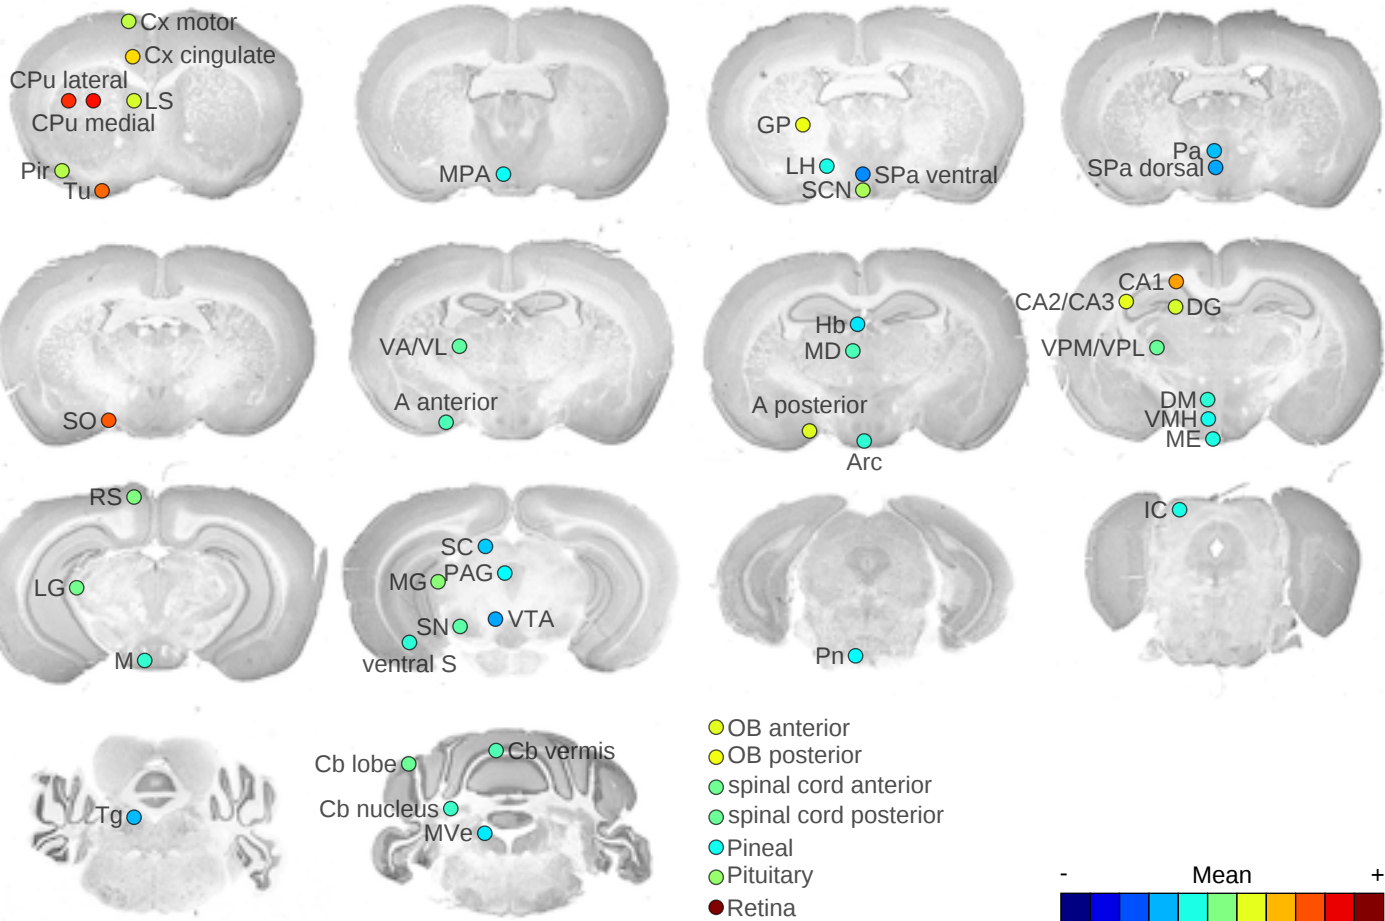 Cx motor
Cx cingulate
CPu lateral
LS
CPu medial
Pir
Tu
MPA
GP
LH
SPa ventral
SCN
Pa
SPa dorsal
SO
VA/VL
A anterior
Hb
MD
A posterior
Arc
CA1
CA2/CA3
DG
VPM/VPL
DM
VMH
ME
RS
LG
M
SC
PAG
MG
SN
VTA
ventral S
Pn
IC
Tg
Cb lobe
Cb vermis
Cb nucleus
MVe
OB anterior
OB posterior
spinal cord anterior
spinal cord posterior
Pineal
Pituitary
Retina
- Mean +